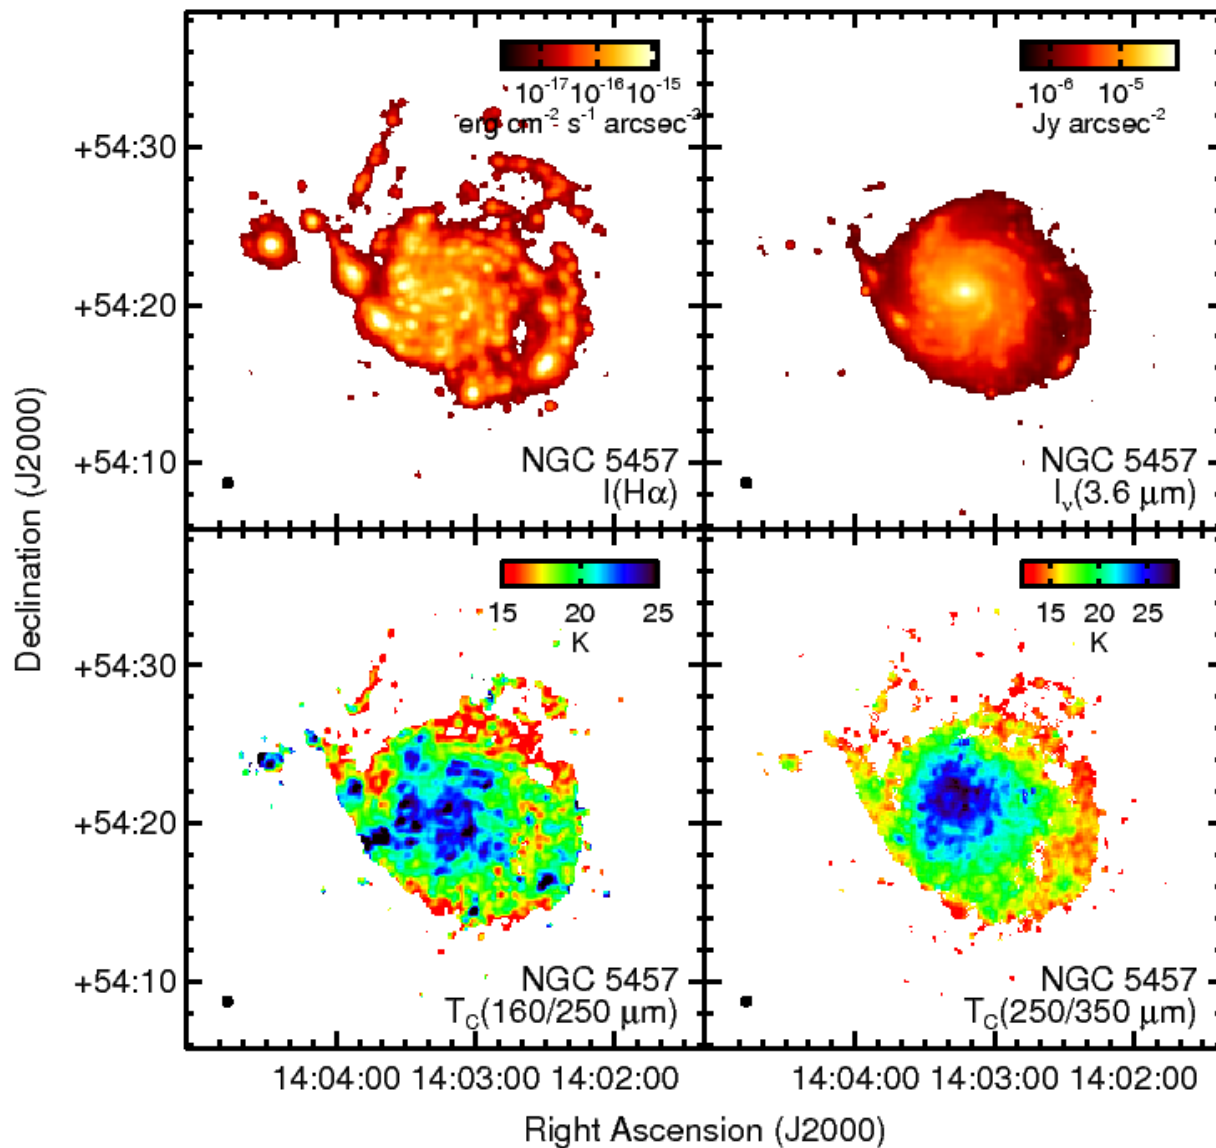 10⁻¹⁷ 10⁻¹⁶ 10⁻¹⁵
erg cm⁻² s⁻¹ arcsec⁻²
10⁻⁶ 10⁻⁵
Jy arcsec⁻²
+54:30
+54:20
+54:10
NGC 5457
I(Hα)
NGC 5457
Iᵥ(3.6 μm)
Declination (J2000)
15 20 25
K
15 20 25
K
+54:30
+54:20
+54:10
NGC 5457
T_C(160/250 μm)
NGC 5457
T_C(250/350 μm)
14:04:00 14:03:00 14:02:00
14:04:00 14:03:00 14:02:00
Right Ascension (J2000)